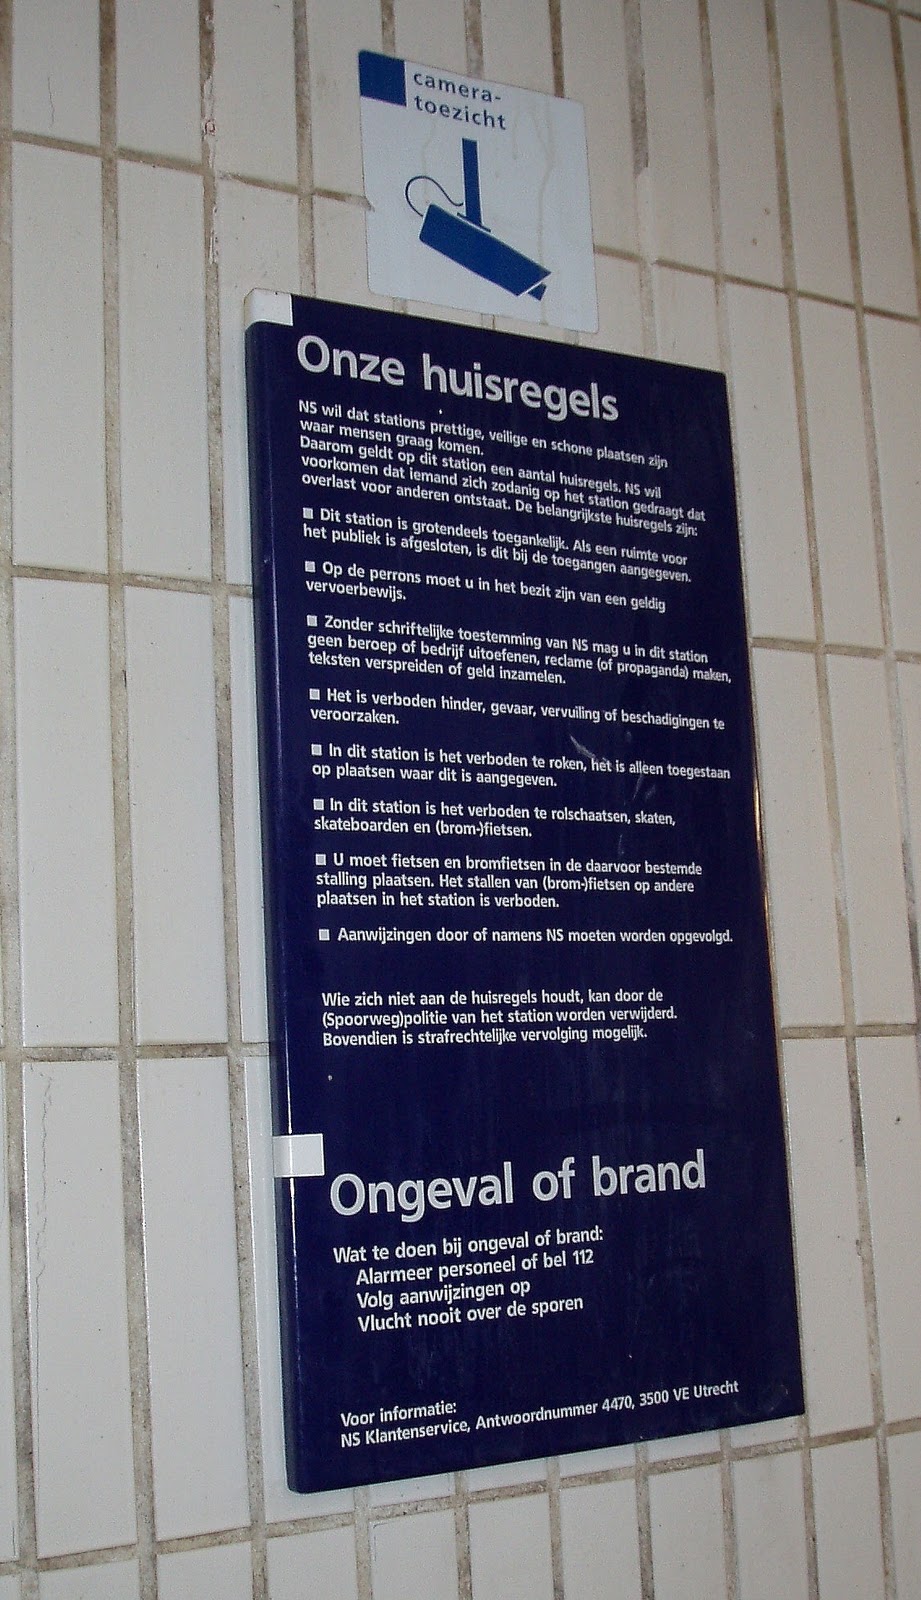 camera-
toezicht
Onze huisregels
NS wil dat stations prettige, veilige en schone plaatsen zijn
waar mensen graag komen.
Daarom geldt op dit station een aantal huisregels. NS wil
voorkomen dat iemand zich zodanig op het station gedraagt dat
overlast voor anderen ontstaat. De belangrijkste huisregels zijn:
■ Dit station is grotendeels toegankelijk. Als een ruimte voor
het publiek is afgesloten, is dit bij de toegangen aangegeven.
■ Op de perrons moet u in het bezit zijn van een geldig
vervoerbewijs.
■ Zonder schriftelijke toestemming van NS mag u in dit station
geen beroep of bedrijf uitoefenen, reclame (of propaganda) maken,
teksten verspreiden of geld inzamelen.
■ Het is verboden hinder, gevaar, vervuiling of beschadigingen te
veroorzaken.
■ In dit station is het verboden te roken, het is alleen toegestaan
op plaatsen waar dit is aangegeven.
■ In dit station is het verboden te rolschaatsen, skaten,
skateboarden en (brom-)fietsen.
■ U moet fietsen en bromfietsen in de daarvoor bestemde
stalling plaatsen. Het stallen van (brom-)fietsen op andere
plaatsen in het station is verboden.
■ Aanwijzingen door of namens NS moeten worden opgevolgd.
Wie zich niet aan de huisregels houdt, kan door de
(Spoorweg)politie van het station worden verwijderd.
Bovendien is strafrechtelijke vervolging mogelijk.
Ongeval of brand
Wat te doen bij ongeval of brand:
Alarmeer personeel of bel 112
Volg aanwijzingen op
Vlucht nooit over de sporen
Voor informatie:
NS Klantenservice, Antwoordnummer 4470, 3500 VE Utrecht